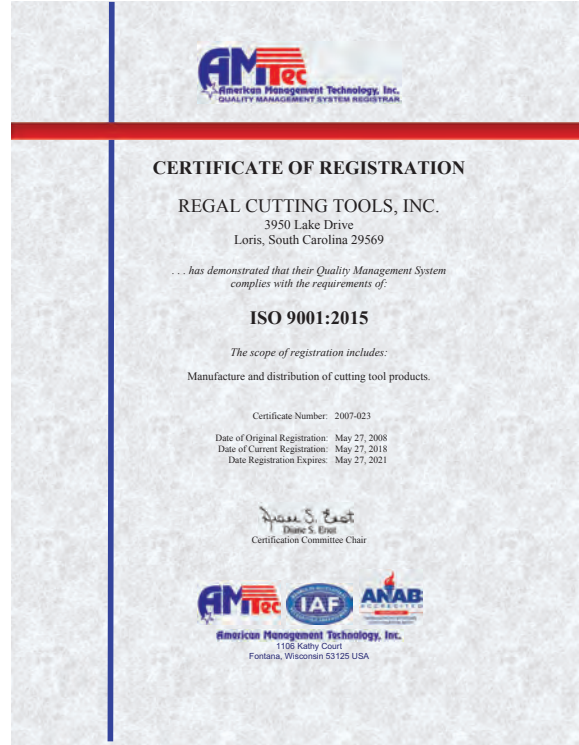 AMTec
American Management Technology, Inc.
QUALITY MANAGEMENT SYSTEM REGISTRAR
CERTIFICATE OF REGISTRATION
REGAL CUTTING TOOLS, INC.
3950 Lake Drive
Loris, South Carolina 29569
. . . has demonstrated that their Quality Management System
complies with the requirements of:
ISO 9001:2015
The scope of registration includes:
Manufacture and distribution of cutting tool products.
Certificate Number: 2007-023
Date of Original Registration: May 27, 2008
Date of Current Registration: May 27, 2018
Date Registration Expires: May 27, 2021
Diane S. Enot
Diane S. Enot
Certification Committee Chair
AMTec
IAF
ANAB
ACCREDITED
American Management Technology, Inc.
1106 Kathy Court
Fontana, Wisconsin 53125 USA